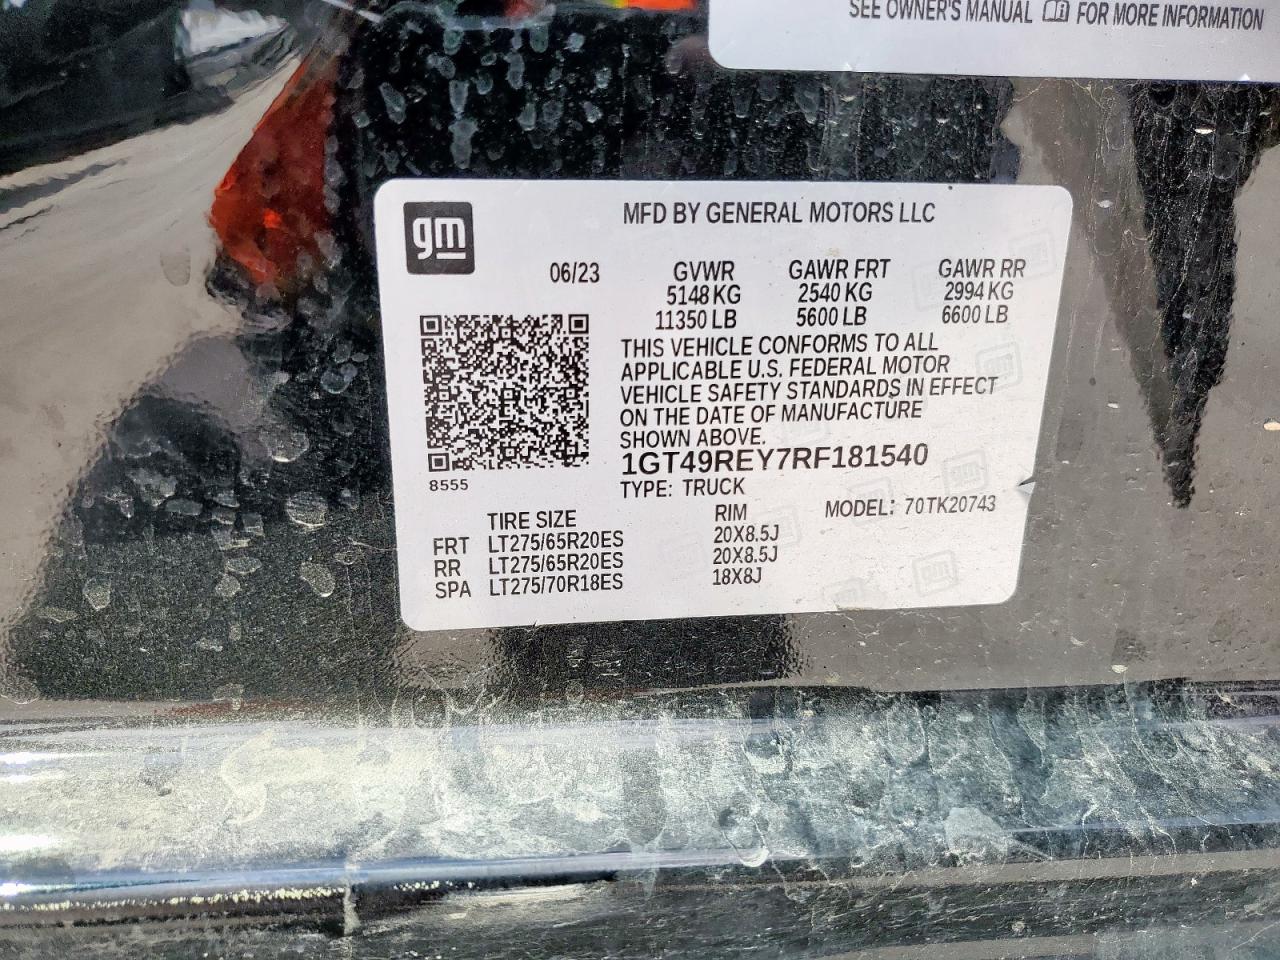 SEE OWNER'S MANUAL FOR MORE INFORMATION
gm
MFD BY GENERAL MOTORS LLC
06/23 GVWR GAWR FRT GAWR RR
5148 KG 2540 KG 2994 KG
11350 LB 5600 LB 6600 LB
THIS VEHICLE CONFORMS TO ALL
APPLICABLE U.S. FEDERAL MOTOR
VEHICLE SAFETY STANDARDS IN EFFECT
ON THE DATE OF MANUFACTURE
SHOWN ABOVE.
1GT49REY7RF181540
8555
TYPE: TRUCK
MODEL: 70TK20743
TIRE SIZE RIM
FRT LT275/65R20ES 20X8.5J
RR LT275/65R20ES 20X8.5J
SPA LT275/70R18ES 18X8J